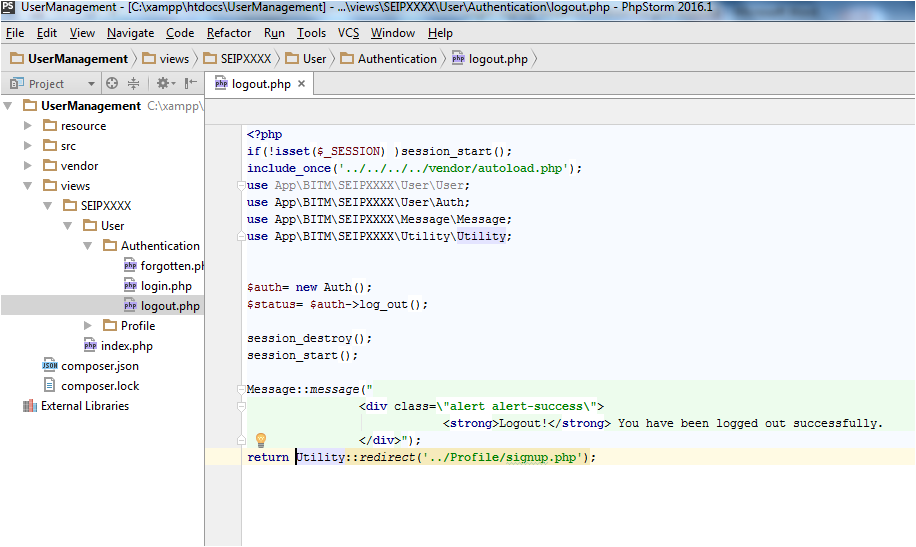 UserManagement - [C:\xampp\htdocs\UserManagement] - ...\views\SEIPXXXX\User\Authentication\logout.php - PhpStorm 2016.1
File Edit View Navigate Code Refactor Run Tools VCS Window Help
UserManagement views SEIPXXXX User Authentication logout.php
Project
logout.php
UserManagement C:\xampp\
resource
src
vendor
views
SEIPXXXX
User
Authentication
forgotten.ph
login.php
logout.php
Profile
index.php
composer.json
composer.lock
External Libraries
<?php
if(!isset($_SESSION) )session_start();
include_once('../../../../vendor/autoload.php');
use App\BITM\SEIPXXXX\User\User;
use App\BITM\SEIPXXXX\User\Auth;
use App\BITM\SEIPXXXX\Message\Message;
use App\BITM\SEIPXXXX\Utility\Utility;
$auth= new Auth();
$status= $auth->log_out();
session_destroy();
session_start();
Message::message("
<div class=\"alert alert-success\">
<strong>Logout!</strong> You have been logged out successfully.
</div>");
return Utility::redirect('../Profile/signup.php');